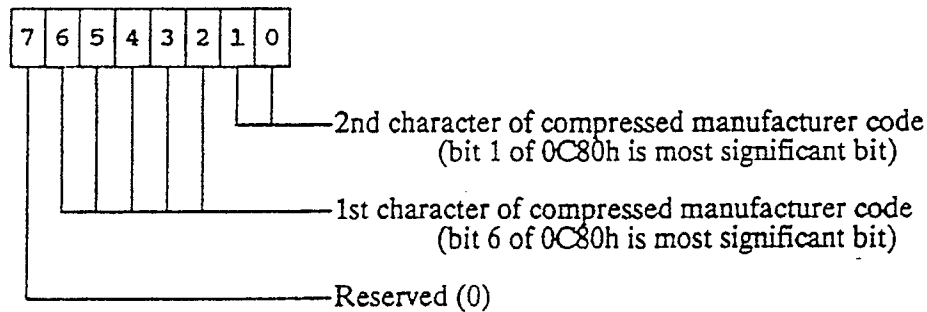 7 6 5 4 3 2 1 0
2nd character of compressed manufacturer code
(bit 1 of 0C80h is most significant bit)
1st character of compressed manufacturer code
(bit 6 of 0C80h is most significant bit)
Reserved (0)